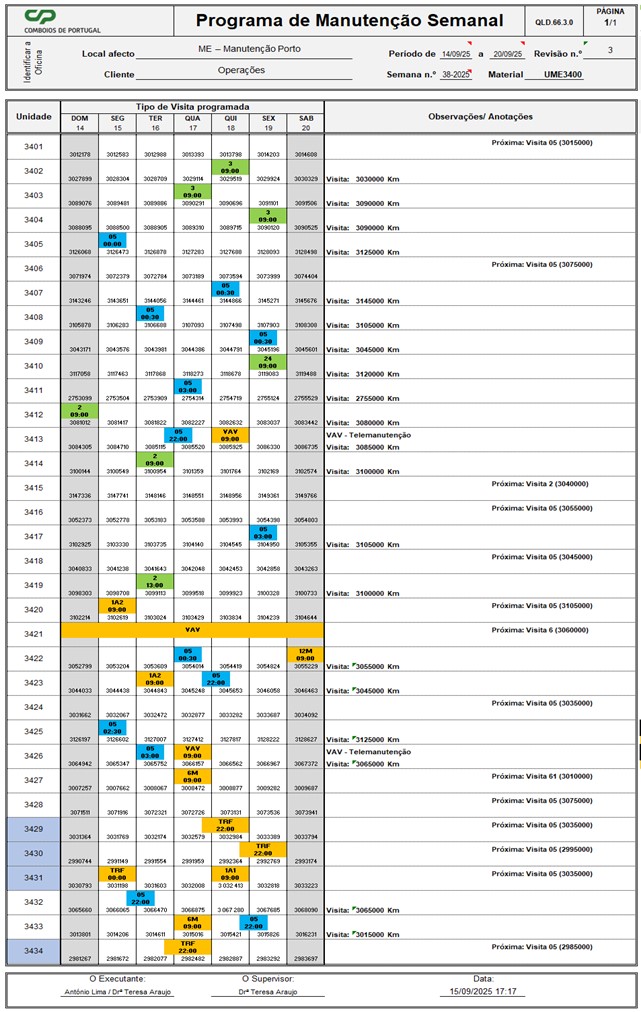 CP
COMBOIOS DE PORTUGAL
Programa de Manutenção Semanal
QLD.66.3.0
PÁGINA
1/1
Identificar a Oficina
Local afecto ME – Manutenção Porto
Período de 14/09/25 a 20/09/25 Revisão n.º 3
Cliente Operações
Semana n.º 38-2025 Material UME3400
Unidade
Tipo de Visita programada
Observações/ Anotações
DOM SEG TER QUA QUI SEX SAB
14 15 16 17 18 19 20
3401 Próxima: Visita 05 (3015000)
3012178 3012583 3012988 3013393 3013798 3014203 3014608
3402 3 09:00
3027899 3028304 3028709 3029114 3029519 3029924 3030329 Visita: 3030000 Km
3403 3 09:00
3089076 3089481 3089886 3090291 3090696 3091101 3091506 Visita: 3090000 Km
3404 3 09:00
3088095 3088500 3088905 3089310 3089715 3090120 3090525 Visita: 3090000 Km
3405 05 00:00
3126068 3126473 3126878 3127283 3127688 3128093 3128498 Visita: 3125000 Km
3406 Próxima: Visita 05 (3075000)
3071974 3072379 3072784 3073189 3073594 3073999 3074404
3407 05 00:30
3143246 3143651 3144056 3144461 3144866 3145271 3145676 Visita: 3145000 Km
3408 05 00:30
3105878 3106283 3106688 3107093 3107498 3107903 3108308 Visita: 3105000 Km
3409 05 00:30
3043171 3043576 3043981 3044386 3044791 3045196 3045601 Visita: 3045000 Km
3410 24 09:00
3117058 3117463 3117868 3118273 3118678 3119083 3119488 Visita: 3120000 Km
3411 05 03:00
2753099 2753504 2753909 2754314 2754719 2755124 2755529 Visita: 2755000 Km
3412 2 09:00
3081012 3081417 3081822 3082227 3082632 3083037 3083442 Visita: 3080000 Km
3413 05 22:00 VAV 09:00 VAV - Telemanutenção
3084305 3084710 3085115 3085520 3085925 3086330 3086735 Visita: 3085000 Km
3414 2 09:00
3100144 3100549 3100954 3101359 3101764 3102169 3102574 Visita: 3100000 Km
3415 Próxima: Visita 2 (3040000)
3147336 3147741 3148146 3148551 3148956 3149361 3149766
3416 Próxima: Visita 05 (3055000)
3052373 3052778 3053183 3053588 3053993 3054398 3054803
3417 05 03:00
3102925 3103330 3103735 3104140 3104545 3104950 3105355 Visita: 3105000 Km
3418 Próxima: Visita 05 (3045000)
3040833 3041238 3041643 3042048 3042453 3042858 3043263
3419 2 13:00
3098303 3098708 3099113 3099518 3099923 3100328 3100733 Visita: 3100000 Km
3420 1A2 09:00 Próxima: Visita 05 (3105000)
3102214 3102619 3103024 3103429 3103834 3104239 3104644
3421 VAV Próxima: Visita 6 (3060000)
3422 05 00:30 12M 09:00
3052799 3053204 3053609 3054014 3054419 3054824 3055229 Visita: 3055000 Km
3423 1A2 09:00 05 22:00
3044033 3044438 3044843 3045248 3045653 3046058 3046463 Visita: 3045000 Km
3424 Próxima: Visita 05 (3035000)
3031662 3032067 3032472 3032877 3033282 3033687 3034092
3425 05 02:30
3126197 3126602 3127007 3127412 3127817 3128222 3128627 Visita: 3125000 Km
3426 05 03:00 VAV 09:00 VAV - Telemanutenção
3064942 3065347 3065752 3066157 3066562 3066967 3067372 Visita: 3065000 Km
3427 6M 09:00 Próxima: Visita 61 (3010000)
3007257 3007662 3008067 3008472 3008877 3009282 3009687
3428 Próxima: Visita 05 (3075000)
3071511 3071916 3072321 3072726 3073131 3073536 3073941
3429 TRF 22:00 Próxima: Visita 05 (3035000)
3031364 3031769 3032174 3032579 3032984 3033389 3033794
3430 TRF 22:00 Próxima: Visita 05 (2995000)
2990744 2991149 2991554 2991959 2992364 2992769 2993174
3431 TRF 00:00 1A1 09:00 Próxima: Visita 05 (3035000)
3030793 3031198 3031603 3032008 3 032 413 3032818 3033223
3432 05 22:00
3065660 3066065 3066470 3066875 3 067 280 3067685 3068090 Visita: 3065000 Km
3433 6M 09:00 05 22:00
3013801 3014206 3014611 3015016 3015421 3015826 3016231 Visita: 3015000 Km
3434 TRF 22:00 Próxima: Visita 05 (2985000)
2981267 2981672 2982077 2982482 2982887 2983292 2983697
O Executante: O Supervisor: Data:
António Lima / Drª Teresa Araujo Drª Teresa Araujo 15/09/2025 17:17